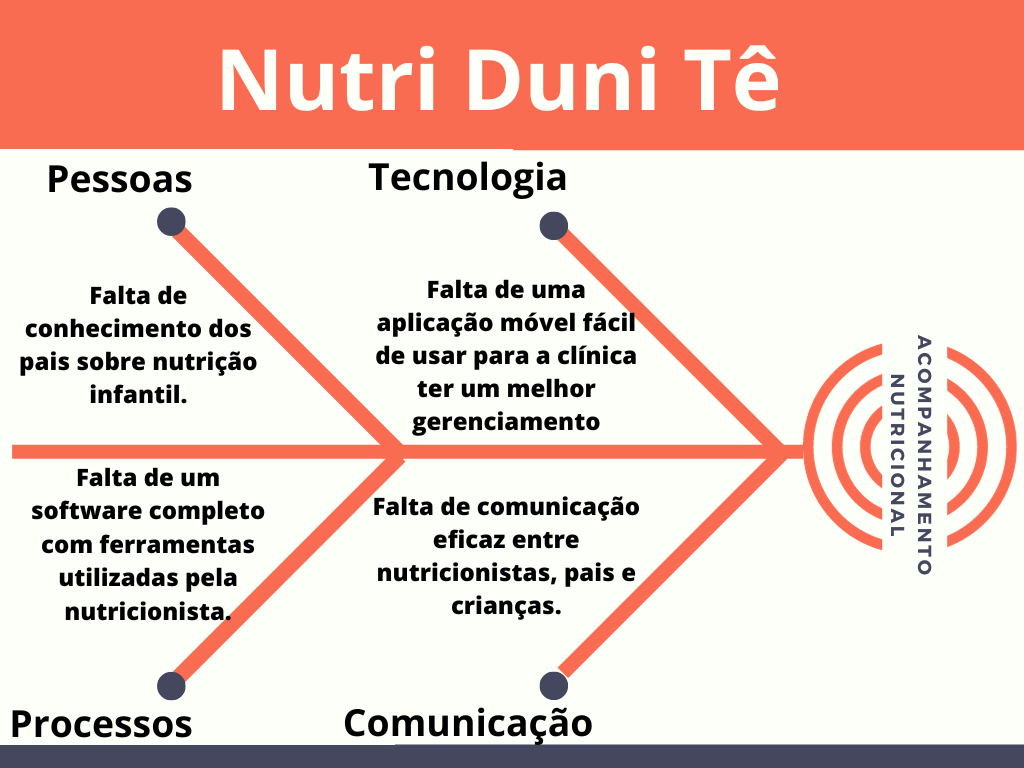 Nutri Duni Tê
Pessoas
Tecnologia
Falta de
conhecimento dos
pais sobre nutrição
infantil.
Falta de uma
aplicação móvel fácil
de usar para a clínica
ter um melhor
gerenciamento
ACOMPANHAMENTO
NUTRICIONAL
Falta de um
software completo
com ferramentas
utilizadas pela
nutricionista.
Falta de comunicação
eficaz entre
nutricionistas, pais e
crianças.
Processos
Comunicação